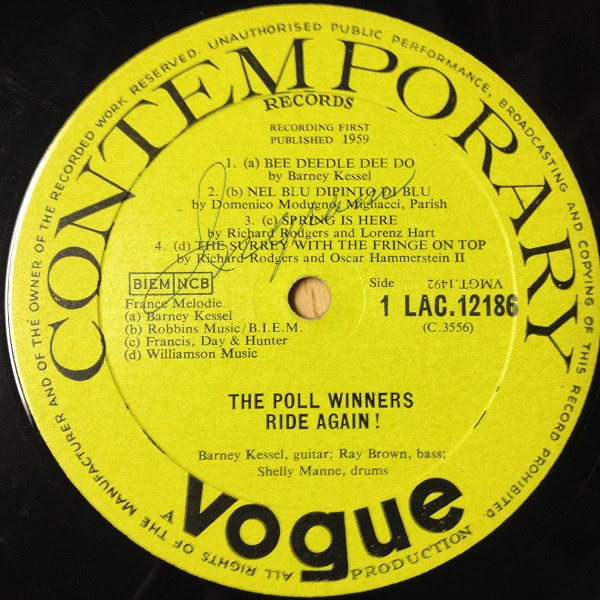 ALL RIGHTS OF THE MANUFACTURER AND OF THE OWNER OF THE RECORDED WORK RESERVED. UNAUTHORISED PUBLIC PERFORMANCE, BROADCASTING AND COPYING OF THIS RECORD PROHIBITED.
CONTEMPORARY
RECORDS
RECORDING FIRST
PUBLISHED 1959
1. (a) BEE DEEDLE DEE DO
by Barney Kessel
2. (b) NEL BLU DIPINTO DI BLU
by Domenico Modugno, Migliacci, Parish
3. (c) SPRING IS HERE
by Richard Rodgers and Lorenz Hart
4. (d) THE SURREY WITH THE FRINGE ON TOP
by Richard Rodgers and Oscar Hammerstein II
BIEM NCB
France Melodie
(a) Barney Kessel
(b) Robbins Music/B.I.E.M.
(c) Francis, Day & Hunter
(d) Williamson Music
VMGT.1492
Side
1 LAC.12186
(C.3556)
THE POLL WINNERS
RIDE AGAIN!
Barney Kessel, guitar; Ray Brown, bass;
Shelly Manne, drums
A vogue PRODUCTION